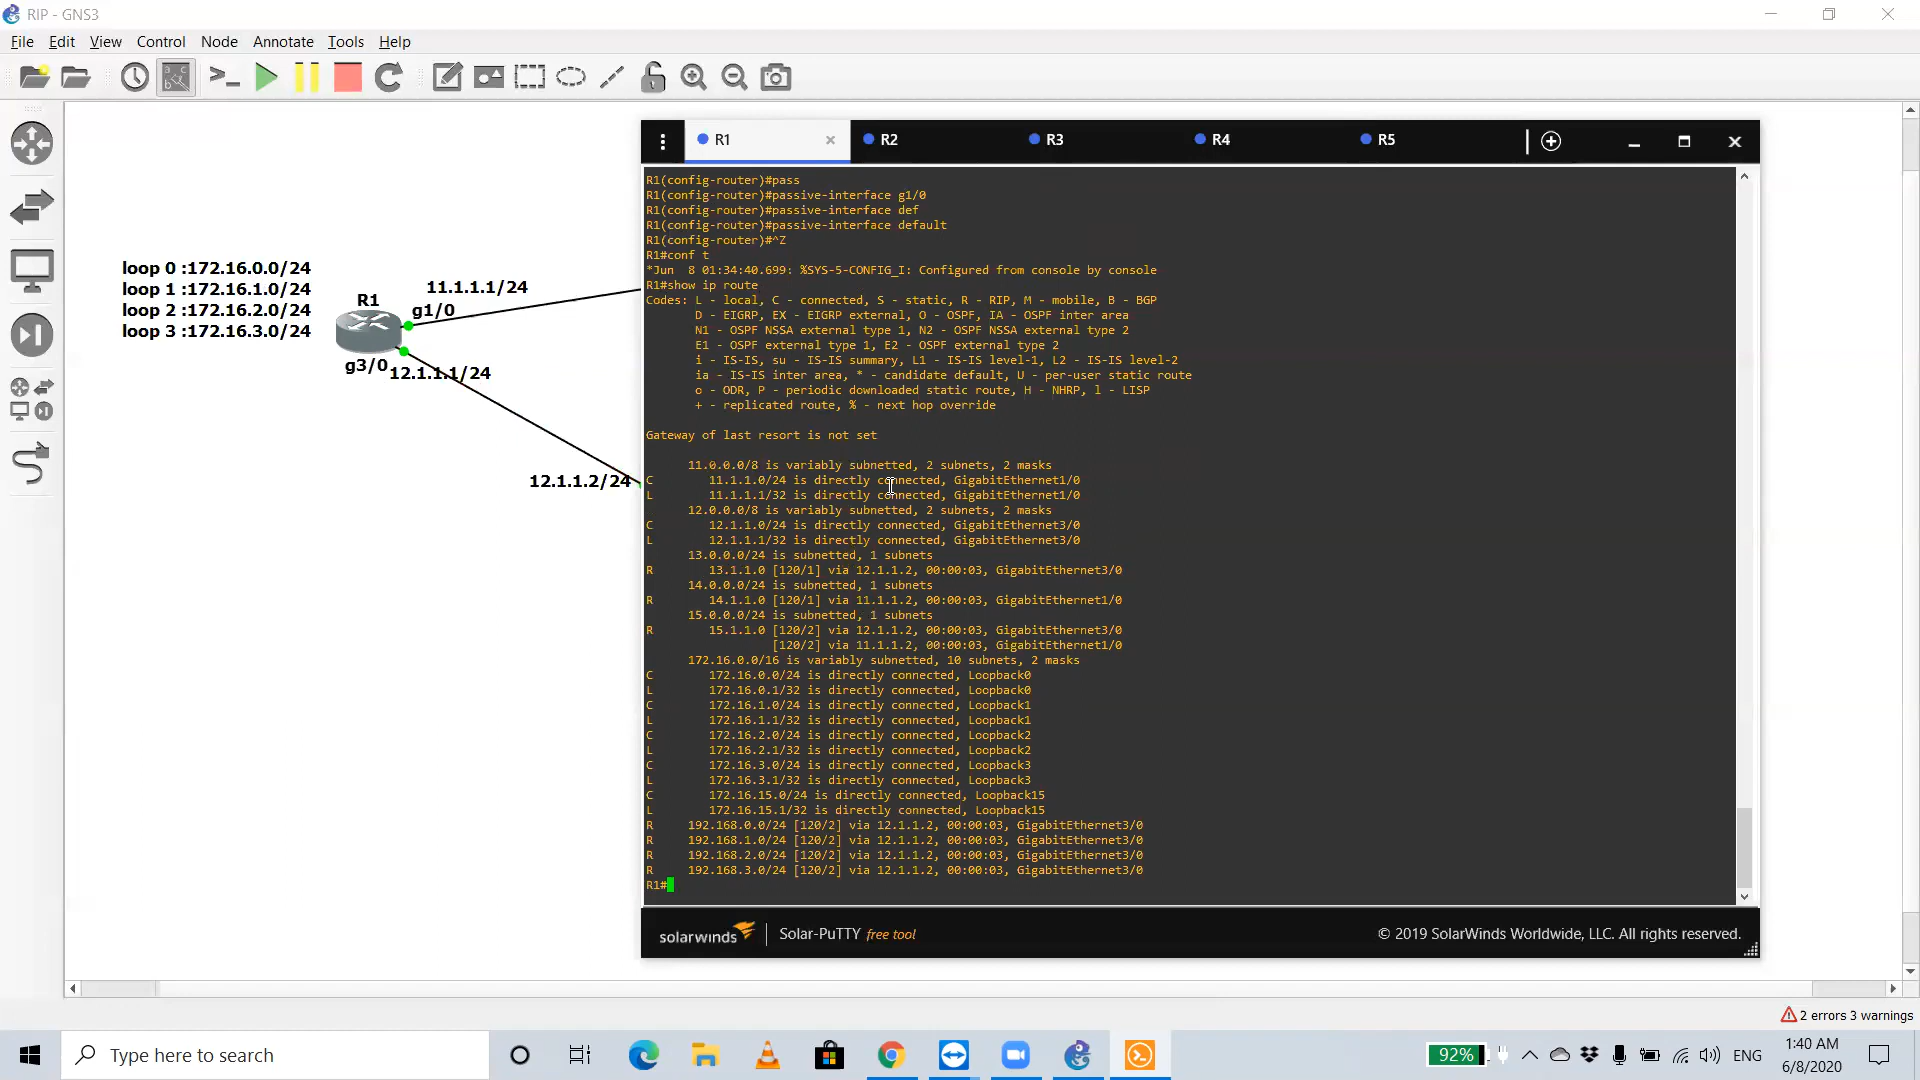 RIP - GNS3
File Edit View Control Node Annotate Tools Help
loop 0 :172.16.0.0/24
loop 1 :172.16.1.0/24
loop 2 :172.16.2.0/24
loop 3 :172.16.3.0/24
R1
11.1.1.1/24
g1/0
g3/0
12.1.1.1/24
12.1.1.2/24
R1 R2 R3 R4 R5
R1(config-router)#pass
R1(config-router)#passive-interface g1/0
R1(config-router)#passive-interface def
R1(config-router)#passive-interface default
R1(config-router)#^Z
R1#conf t
*Jun  8 01:34:40.699: %SYS-5-CONFIG_I: Configured from console by console
R1#show ip route
Codes: L - local, C - connected, S - static, R - RIP, M - mobile, B - BGP
D - EIGRP, EX - EIGRP external, O - OSPF, IA - OSPF inter area
N1 - OSPF NSSA external type 1, N2 - OSPF NSSA external type 2
E1 - OSPF external type 1, E2 - OSPF external type 2
i - IS-IS, su - IS-IS summary, L1 - IS-IS level-1, L2 - IS-IS level-2
ia - IS-IS inter area, * - candidate default, U - per-user static route
o - ODR, P - periodic downloaded static route, H - NHRP, l - LISP
+ - replicated route, % - next hop override
Gateway of last resort is not set
11.0.0.0/8 is variably subnetted, 2 subnets, 2 masks
C 11.1.1.0/24 is directly connected, GigabitEthernet1/0
L 11.1.1.1/32 is directly connected, GigabitEthernet1/0
12.0.0.0/8 is variably subnetted, 2 subnets, 2 masks
C 12.1.1.0/24 is directly connected, GigabitEthernet3/0
L 12.1.1.1/32 is directly connected, GigabitEthernet3/0
13.0.0.0/24 is subnetted, 1 subnets
R 13.1.1.0 [120/1] via 12.1.1.2, 00:00:03, GigabitEthernet3/0
14.0.0.0/24 is subnetted, 1 subnets
R 14.1.1.0 [120/1] via 11.1.1.2, 00:00:03, GigabitEthernet1/0
15.0.0.0/24 is subnetted, 1 subnets
R 15.1.1.0 [120/2] via 12.1.1.2, 00:00:03, GigabitEthernet3/0
[120/2] via 11.1.1.2, 00:00:03, GigabitEthernet1/0
172.16.0.0/16 is variably subnetted, 10 subnets, 2 masks
C 172.16.0.0/24 is directly connected, Loopback0
L 172.16.0.1/32 is directly connected, Loopback0
C 172.16.1.0/24 is directly connected, Loopback1
L 172.16.1.1/32 is directly connected, Loopback1
C 172.16.2.0/24 is directly connected, Loopback2
L 172.16.2.1/32 is directly connected, Loopback2
C 172.16.3.0/24 is directly connected, Loopback3
L 172.16.3.1/32 is directly connected, Loopback3
C 172.16.15.0/24 is directly connected, Loopback15
L 172.16.15.1/32 is directly connected, Loopback15
R 192.168.0.0/24 [120/2] via 12.1.1.2, 00:00:03, GigabitEthernet3/0
R 192.168.1.0/24 [120/2] via 12.1.1.2, 00:00:03, GigabitEthernet3/0
R 192.168.2.0/24 [120/2] via 12.1.1.2, 00:00:03, GigabitEthernet3/0
R 192.168.3.0/24 [120/2] via 12.1.1.2, 00:00:03, GigabitEthernet3/0
R1#
solarwinds Solar-PuTTY free tool © 2019 SolarWinds Worldwide, LLC. All rights reserved.
2 errors 3 warnings
Type here to search
92%
ENG
1:40 AM
6/8/2020